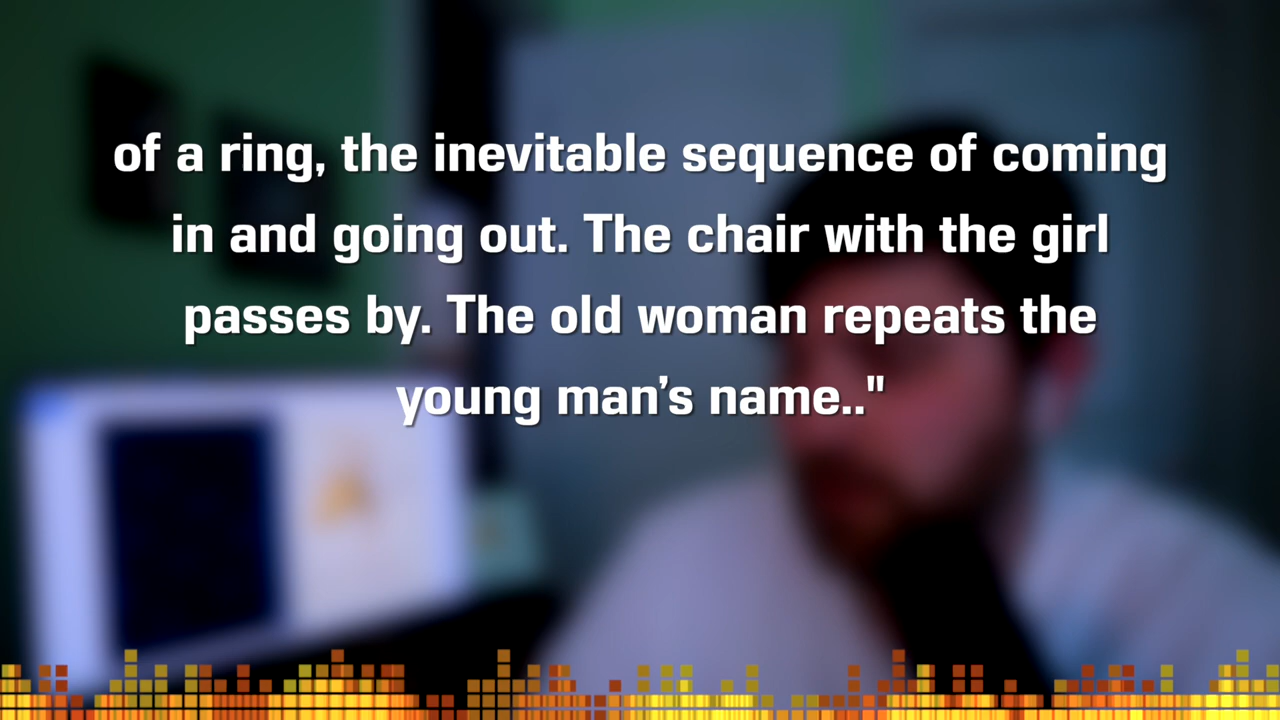 of a ring, the inevitable sequence of coming
in and going out. The chair with the girl
passes by. The old woman repeats the
young man’s name.."